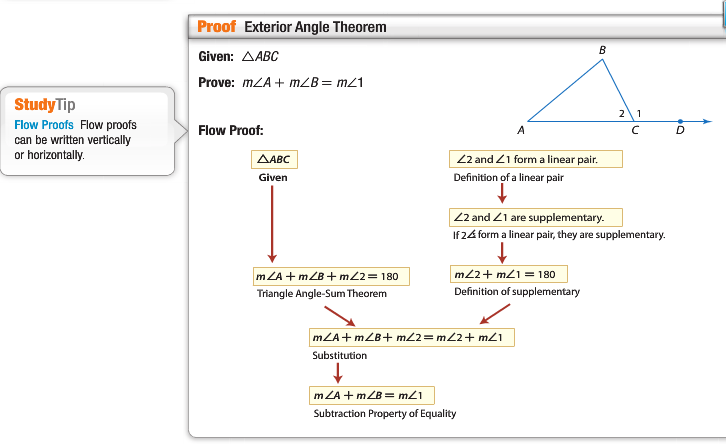 Proof Exterior Angle Theorem
Given: △ABC
Prove: m∠A + m∠B = m∠1
B
2 1
A C D
StudyTip
Flow Proofs Flow proofs
can be written vertically
or horizontally.
Flow Proof:
△ABC
Given
∠2 and ∠1 form a linear pair.
Definition of a linear pair
∠2 and ∠1 are supplementary.
If 2 ∠s form a linear pair, they are supplementary.
m∠A + m∠B + m∠2 = 180
Triangle Angle-Sum Theorem
m∠2 + m∠1 = 180
Definition of supplementary
m∠A + m∠B + m∠2 = m∠2 + m∠1
Substitution
m∠A + m∠B = m∠1
Subtraction Property of Equality